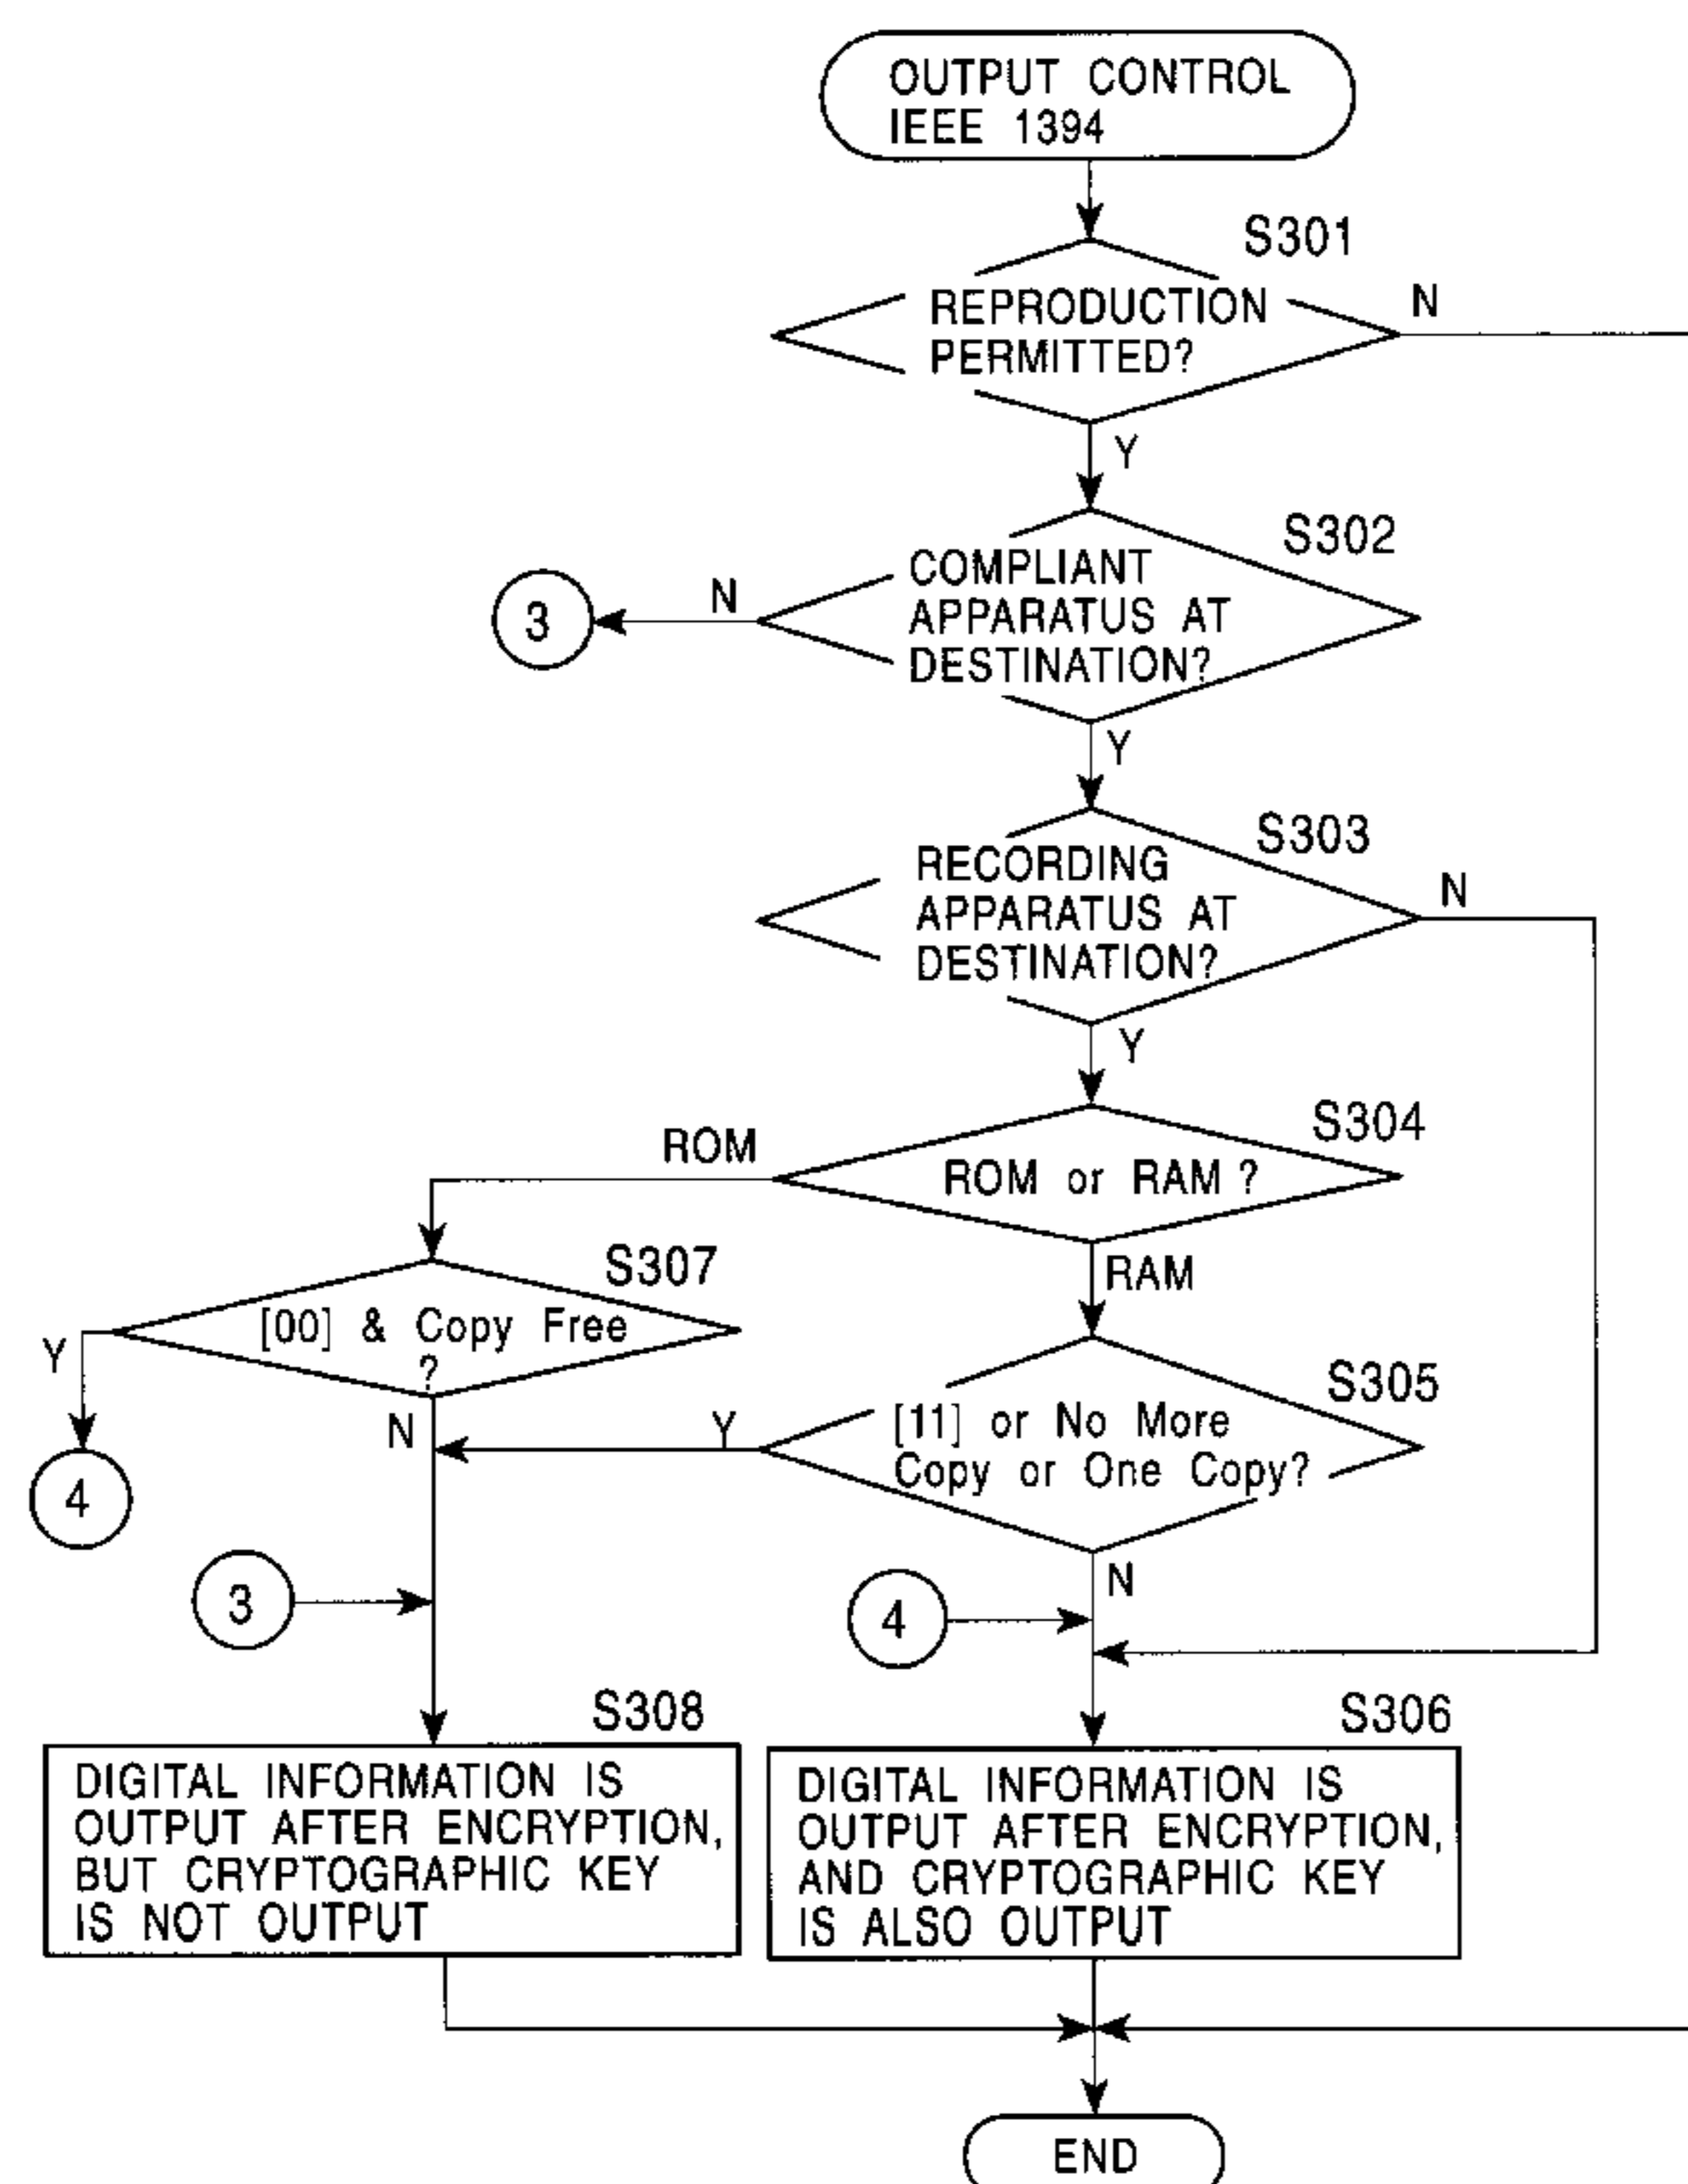 OUTPUT CONTROL
IEEE 1394
S301
REPRODUCTION
PERMITTED?
N
Y
S302
COMPLIANT
APPARATUS AT
DESTINATION?
N
3
Y
S303
RECORDING
APPARATUS AT
DESTINATION?
N
Y
S304
ROM or RAM ?
ROM
RAM
S307
[00] & Copy Free
?
Y
N
4
S305
[11] or No More
Copy or One Copy?
Y
N
3
4
S308
DIGITAL INFORMATION IS
OUTPUT AFTER ENCRYPTION,
BUT CRYPTOGRAPHIC KEY
IS NOT OUTPUT
S306
DIGITAL INFORMATION IS
OUTPUT AFTER ENCRYPTION,
AND CRYPTOGRAPHIC KEY
IS ALSO OUTPUT
END